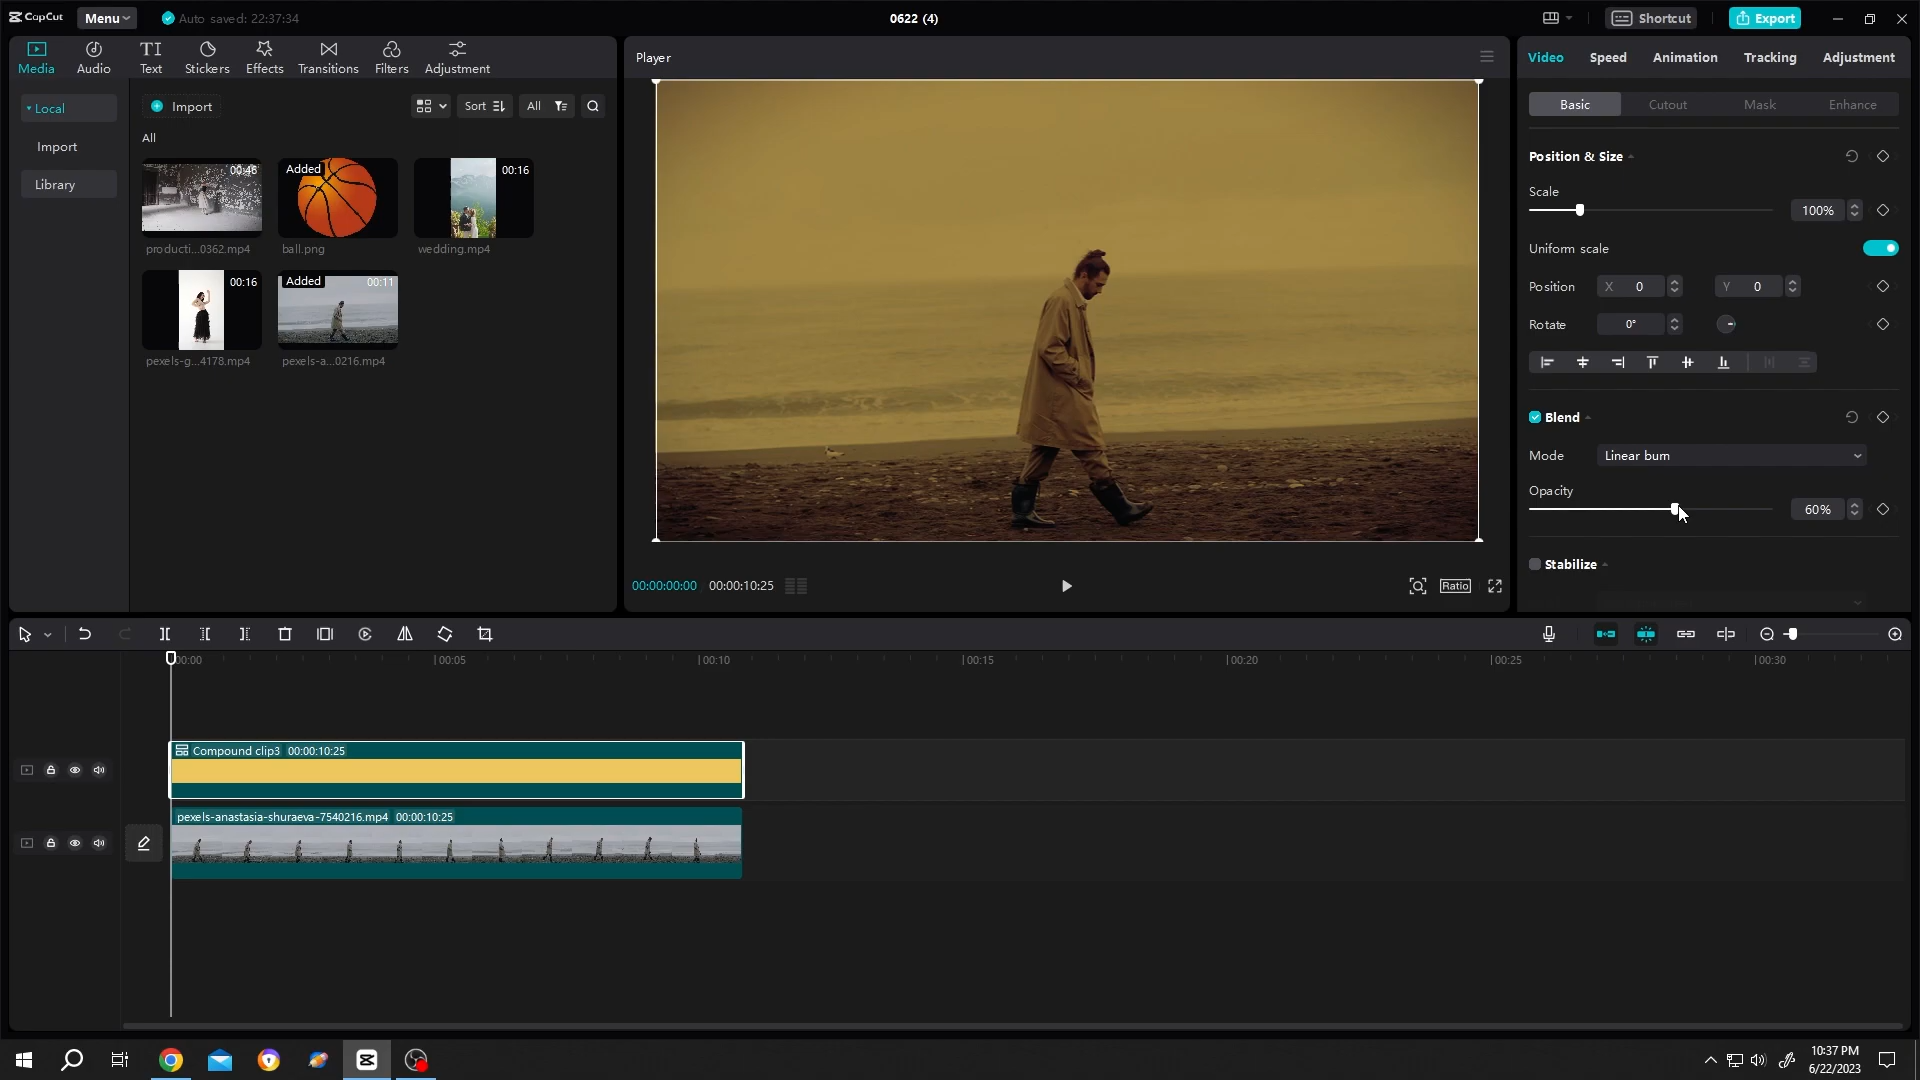 CapCut
Menu
Auto saved: 22:37:34
0622 (4)
Shortcut
Export
Media
Audio
TI
Text
Stickers
Effects
Transitions
Filters
Adjustment
Local
Import
Library
Import
Sort
All
All
00:46
producti...0362.mp4
Added
ball.png
00:16
wedding.mp4
00:16
pexels-g...4178.mp4
Added
00:11
pexels-a...0216.mp4
Player
00:00:00:00
00:00:10:25
Ratio
Video
Speed
Animation
Tracking
Adjustment
Basic
Cutout
Mask
Enhance
Position & Size
Scale
100%
Uniform scale
Position
X 0
Y 0
Rotate
0°
Blend
Mode
Linear burn
Opacity
60%
Stabilize
00:00
00:05
00:10
00:15
00:20
00:25
00:30
Compound clip3 00:00:10:25
pexels-anastasia-shuraeva-7540216.mp4 00:00:10:25
10:37 PM
6/22/2023